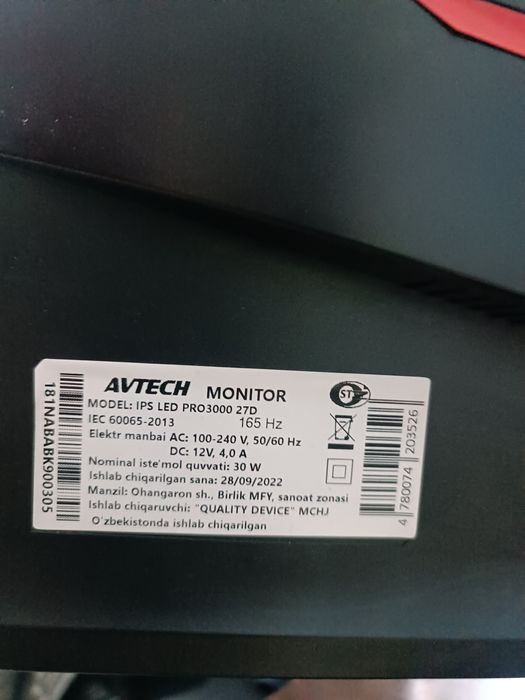 AVTECH MONITOR
MODEL: IPS LED PRO3000 27D
IEC 60065-2013 165 Hz
Elektr manbai AC: 100-240 V, 50/60 Hz
DC: 12V, 4,0 A
Nominal iste'mol quvvati: 30 W
Ishlab chiqarilgan sana: 28/09/2022
Manzil: Ohangaron sh., Birlik MFY, sanoat zonasi
Ishlab chiqaruvchi: "QUALITY DEVICE" MCHJ
O'zbekistonda ishlab chiqarilgan
181NABABK900305
ST
4 780074 203526